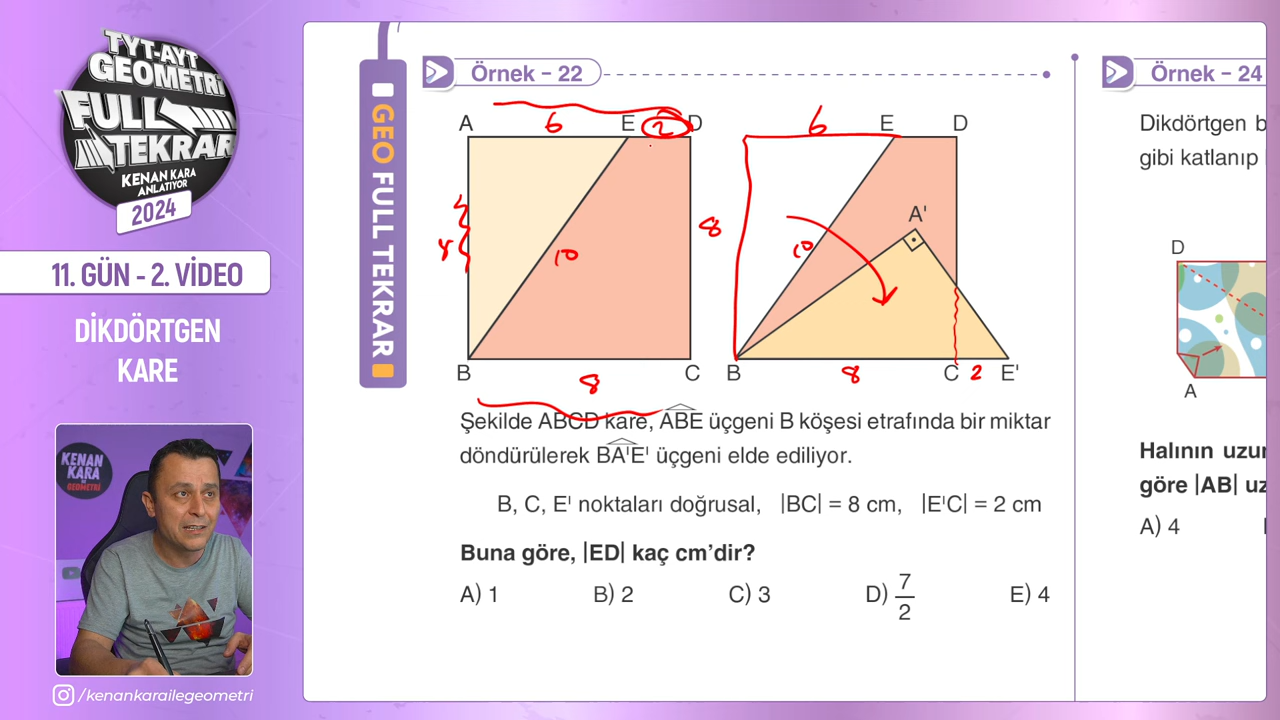 TYT-AYT
GEOMETRİ
FULL
TEKRAR
KENAN KARA
ANLATIYOR
2024
11. GÜN - 2. VİDEO
DİKDÖRTGEN
KARE
KENAN
KARA
GEOMETRİ
/kenankarailegeometri
GEO FULL TEKRAR
Örnek – 22
A 6 E 2 D
10
8
B 8 C
6
E D
A'
10
B 8 C 2 E'
Şekilde ABCD kare, ABE üçgeni B köşesi etrafında bir miktar
döndürülerek BA'E' üçgeni elde ediliyor.
B, C, E' noktaları doğrusal, |BC| = 8 cm, |E'C| = 2 cm
Buna göre, |ED| kaç cm'dir?
A) 1 B) 2 C) 3 D) 7/2 E) 4
Örnek – 24
Dikdörtgen b
gibi katlanıp
D
A
Halının uzu
göre |AB| uz
A) 4